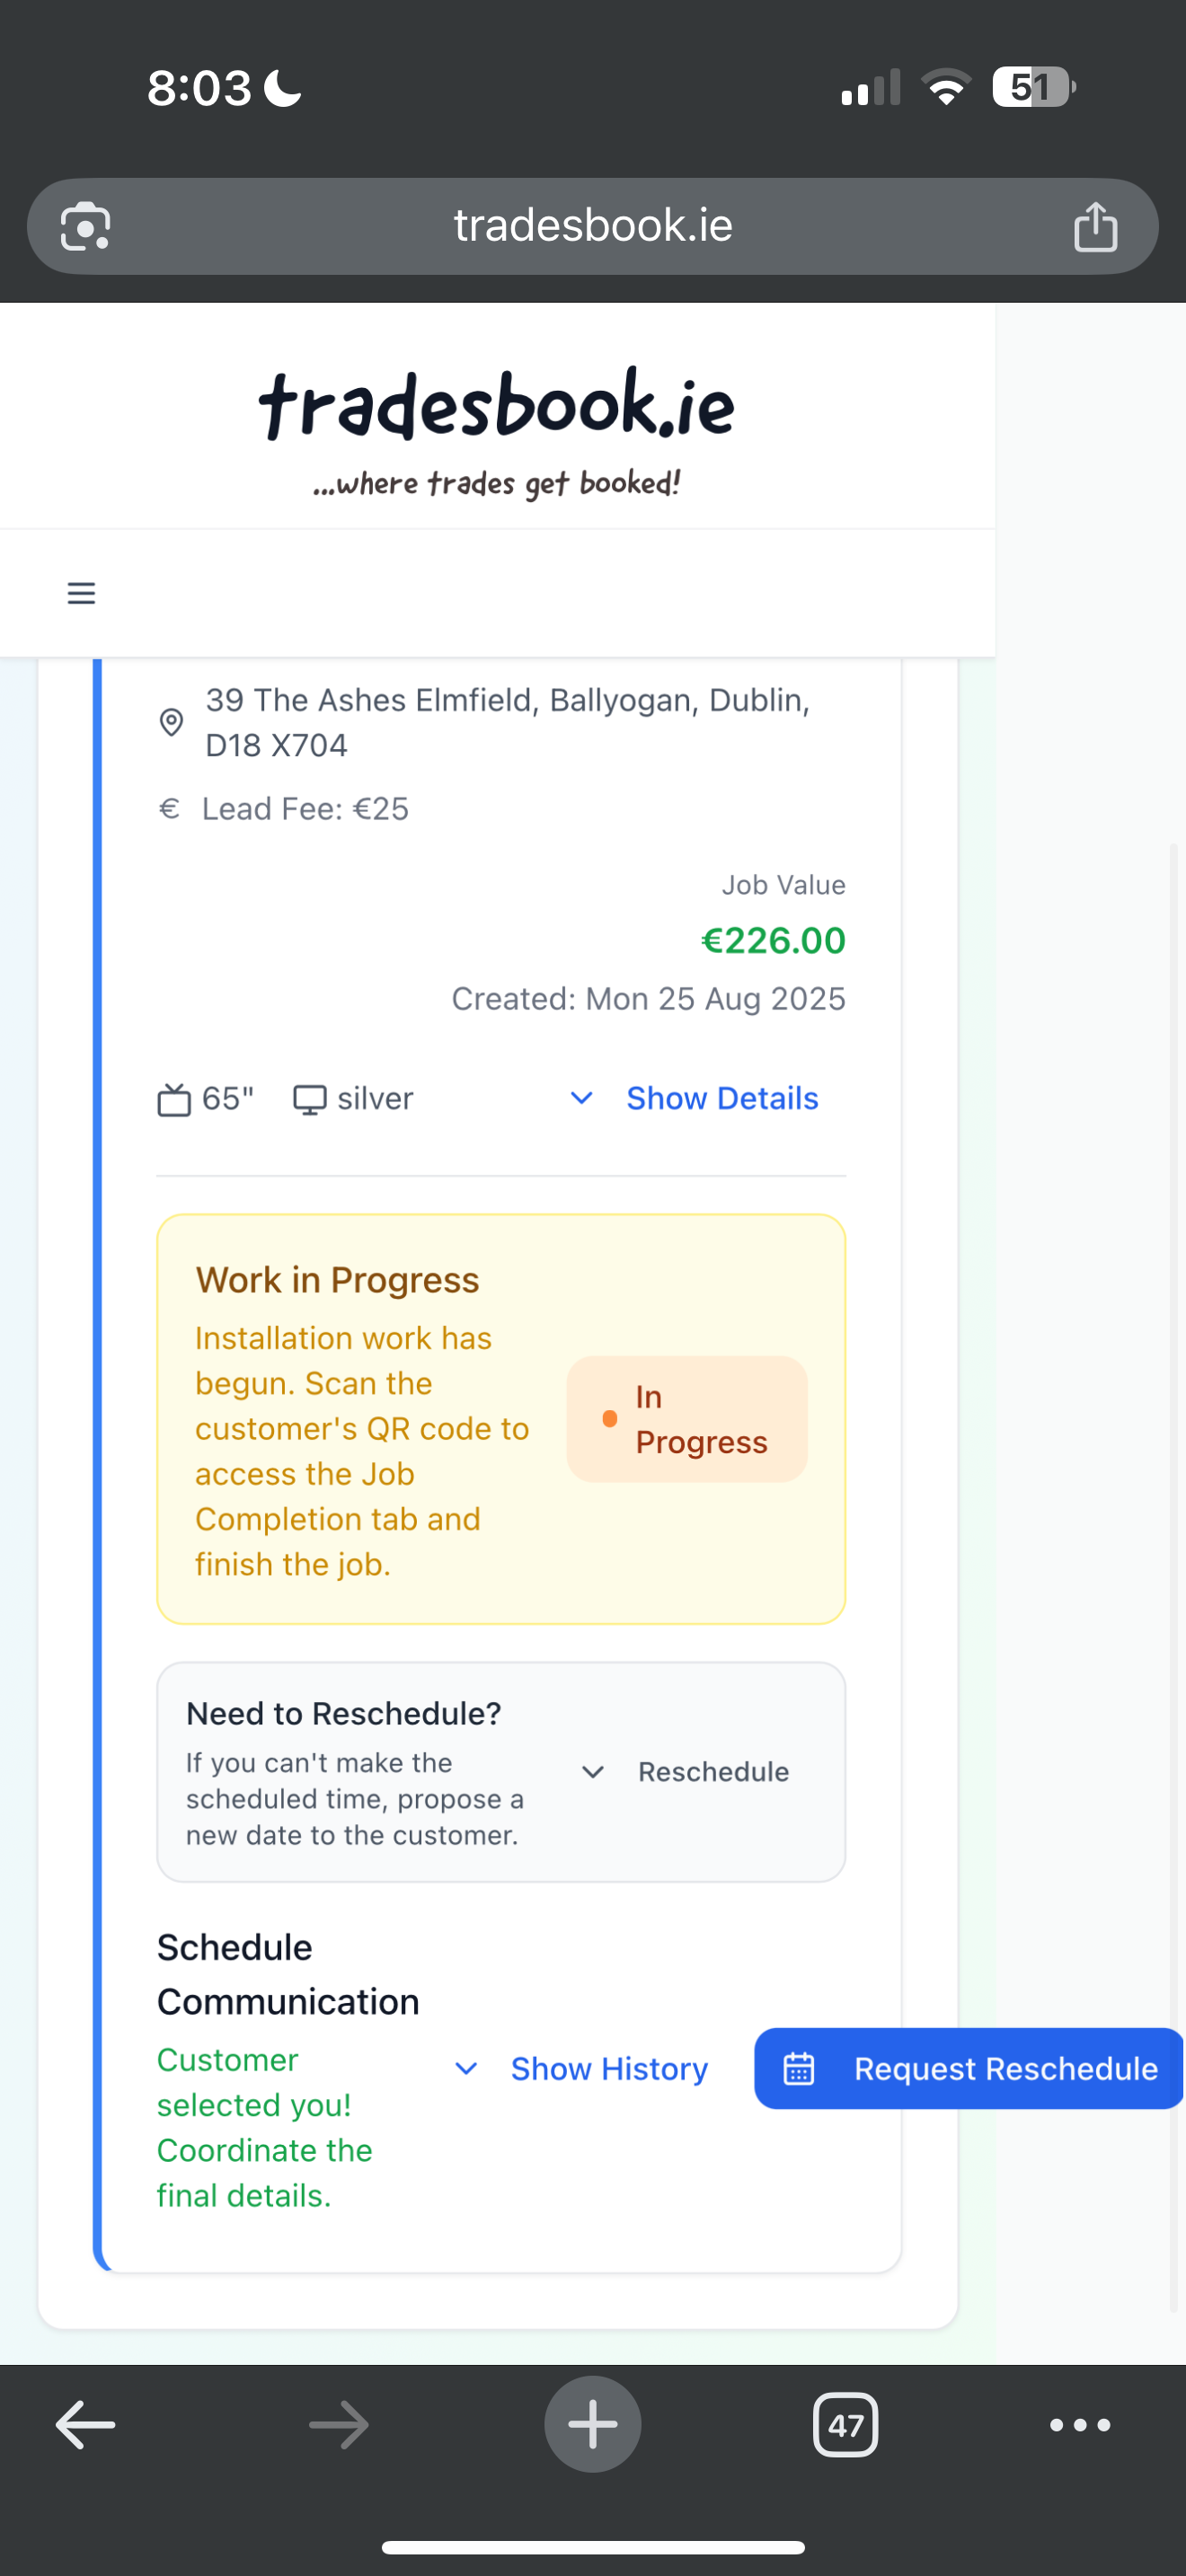 8:03
51
tradesbook.ie
tradesbook.ie
...where trades get booked!
39 The Ashes Elmfield, Ballyogan, Dublin,
D18 X704
€ Lead Fee: €25
Job Value
€226.00
Created: Mon 25 Aug 2025
65" silver Show Details
Work in Progress
Installation work has
begun. Scan the
customer's QR code to
access the Job
Completion tab and
finish the job.
In
Progress
Need to Reschedule?
If you can't make the
scheduled time, propose a
new date to the customer.
Reschedule
Schedule
Communication
Customer
selected you!
Coordinate the
final details.
Show History
Request Reschedule
47